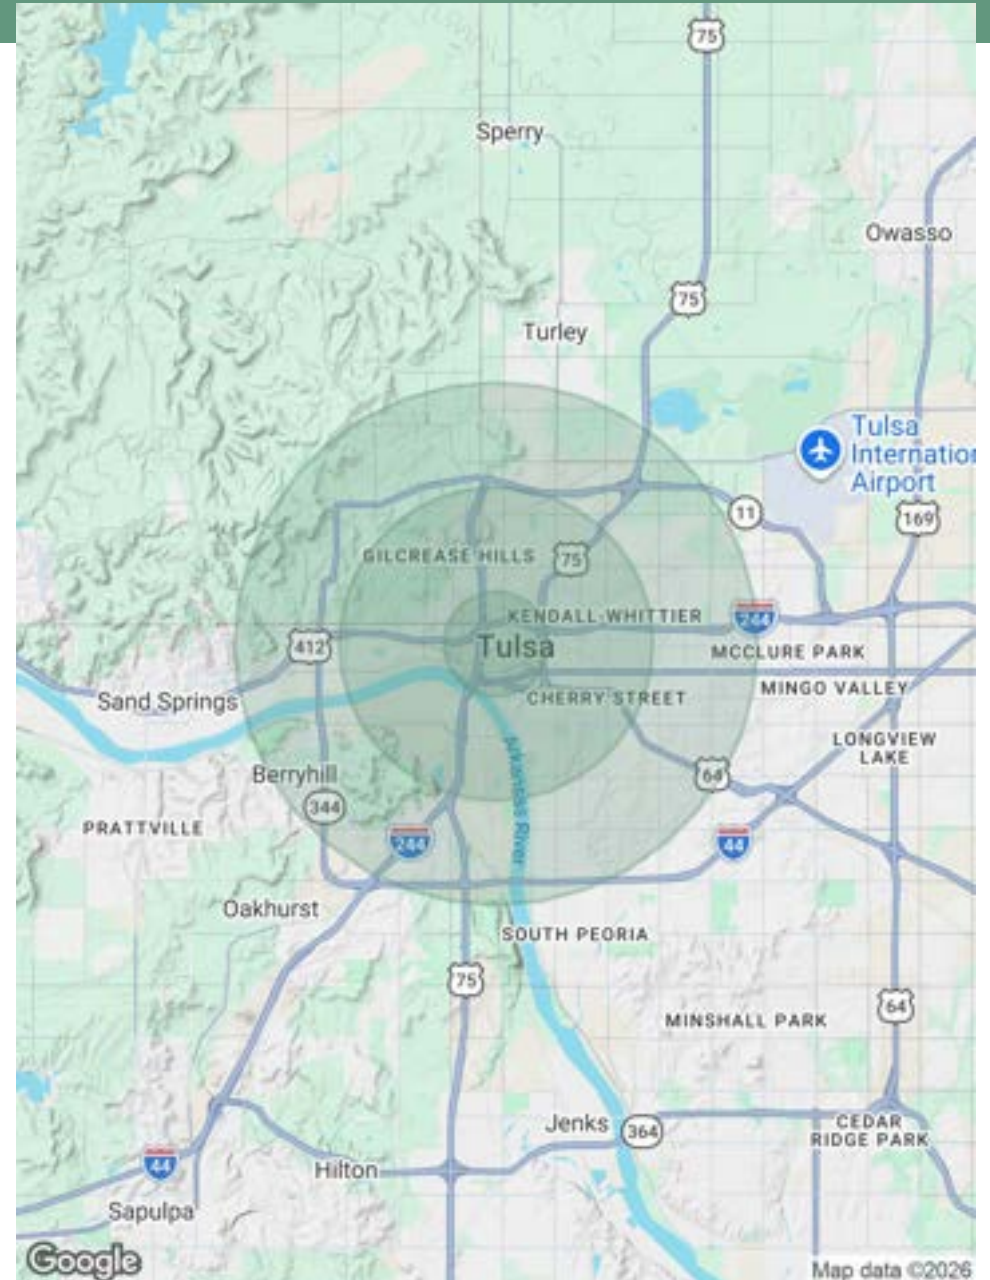 75
Sperry
Owasso
75
Turley
Tulsa
Internation
Airport
11
169
GILCREASE HILLS
75
KENDALL-WHITTIER
244
412
Tulsa
MCCLURE PARK
Sand Springs
CHERRY STREET
MINGO VALLEY
LONGVIEW
LAKE
Arkansas River
Berryhill
64
344
PRATTVILLE
244
44
Oakhurst
SOUTH PEORIA
75
64
MINSHALL PARK
Jenks
364
CEDAR
RIDGE PARK
44
Hilton
Sapulpa
Google
Map data ©2026